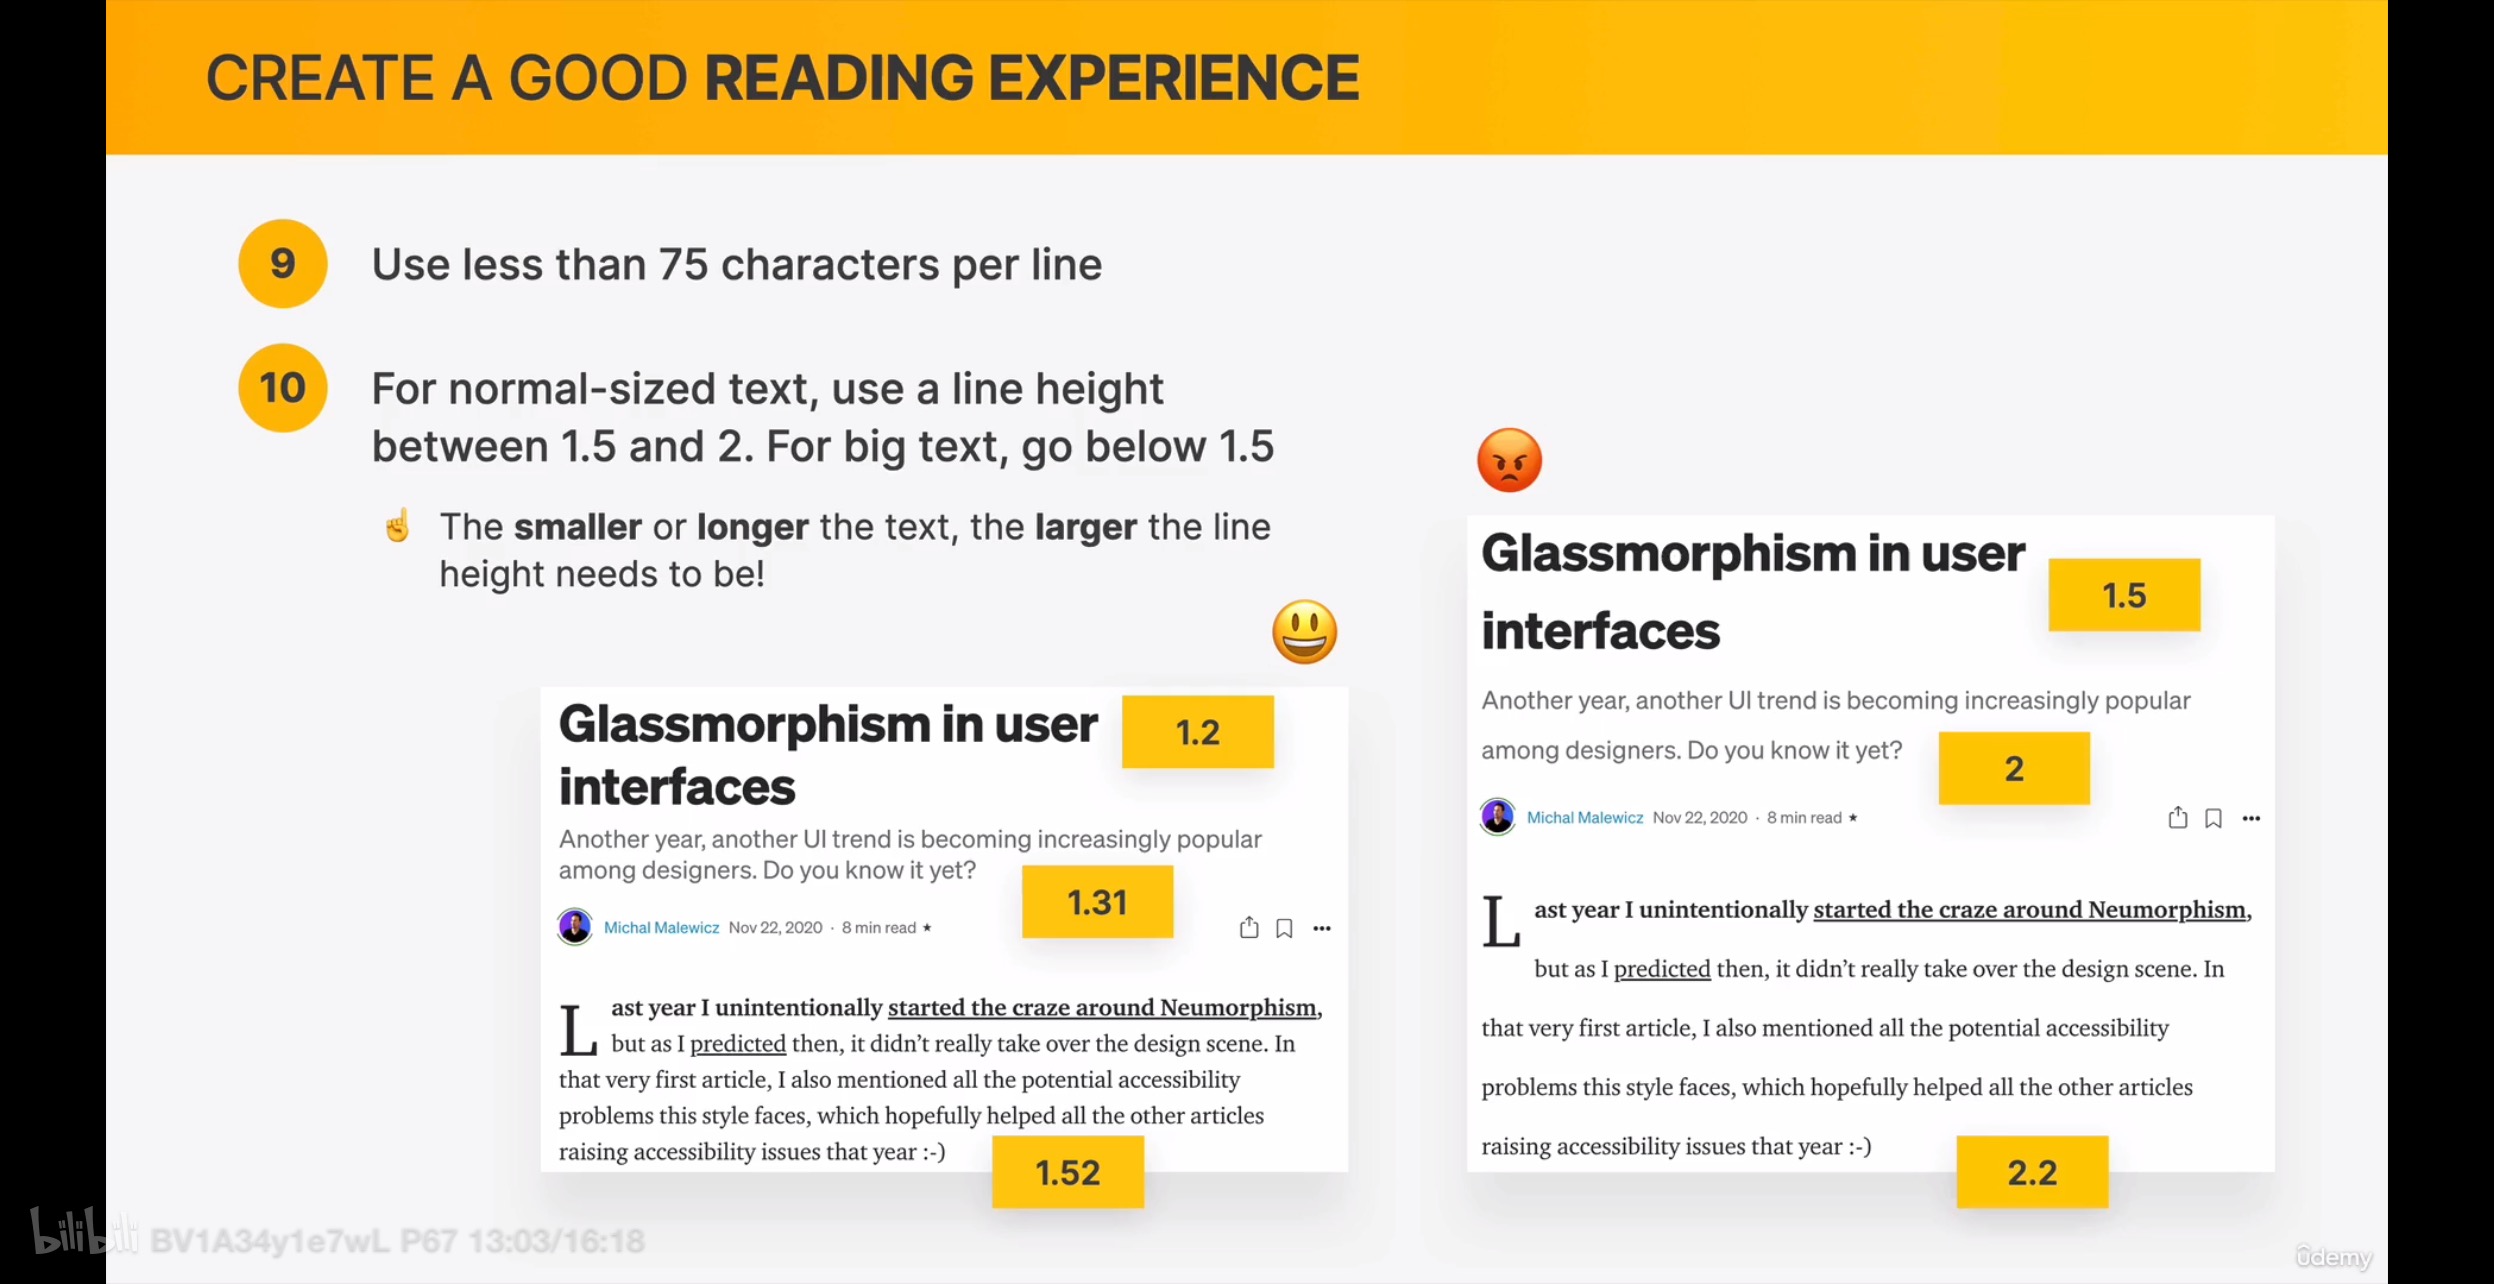 CREATE A GOOD READING EXPERIENCE
9
Use less than 75 characters per line
10
For normal-sized text, use a line height
between 1.5 and 2. For big text, go below 1.5
The smaller or longer the text, the larger the line
height needs to be!
Glassmorphism in user
1.2
interfaces
Another year, another UI trend is becoming increasingly popular
among designers. Do you know it yet?
1.31
Michal Malewicz Nov 22, 2020 · 8 min read ★
Last year I unintentionally started the craze around Neumorphism,
but as I predicted then, it didn’t really take over the design scene. In
that very first article, I also mentioned all the potential accessibility
problems this style faces, which hopefully helped all the other articles
raising accessibility issues that year :-)
1.52
Glassmorphism in user
1.5
interfaces
Another year, another UI trend is becoming increasingly popular
among designers. Do you know it yet?
2
Michal Malewicz Nov 22, 2020 · 8 min read ★
Last year I unintentionally started the craze around Neumorphism,
but as I predicted then, it didn’t really take over the design scene. In
that very first article, I also mentioned all the potential accessibility
problems this style faces, which hopefully helped all the other articles
raising accessibility issues that year :-)
2.2
bilibili BV1A34y1e7wL P67 13:03/16:18
ûdemy